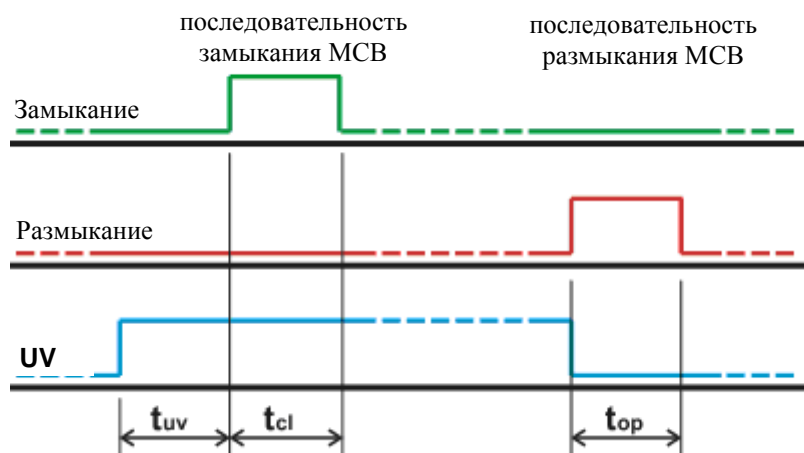 последовательность
замыкания МСВ
последовательность
размыкания МСВ
Замыкание
Размыкание
UV
tuv
tcl
top